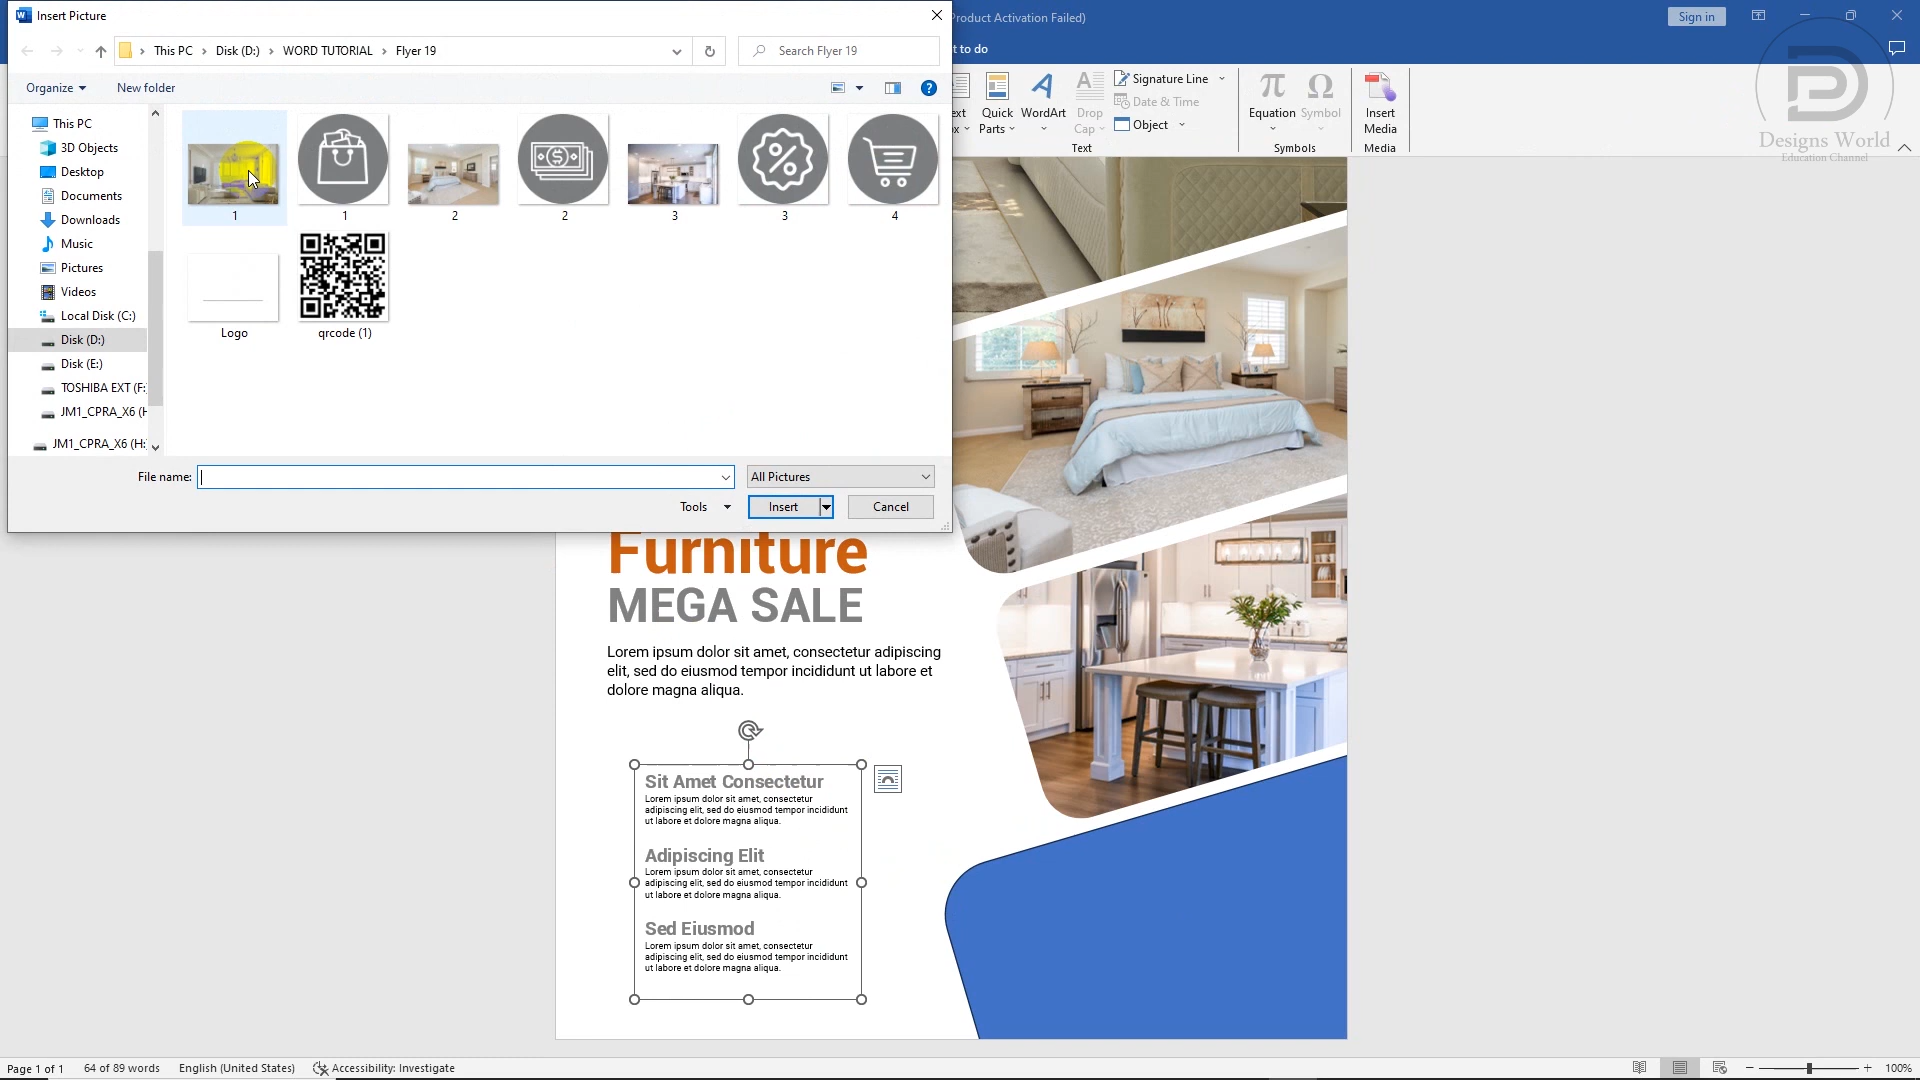 Insert Picture
Product Activation Failed)
Sign in
This PC
Disk (D:)
WORD TUTORIAL
Flyer 19
Search Flyer 19
t to do
Organize
New folder
Signature Line
Date & Time
Object
Quick
Parts
WordArt
Drop
Cap
Equation
Symbol
Insert
Media
Text
Symbols
Media
Designs World
Education Channel
This PC
3D Objects
Desktop
Documents
Downloads
Music
Pictures
Videos
Local Disk (C:)
Disk (D:)
Disk (E:)
TOSHIBA EXT (F:
JM1_CPRA_X6 (H
JM1_CPRA_X6 (H:
1
1
2
2
3
3
4
Logo
qrcode (1)
File name:
All Pictures
Tools
Insert
Cancel
Furniture
MEGA SALE
Lorem ipsum dolor sit amet, consectetur adipiscing
elit, sed do eiusmod tempor incididunt ut labore et
dolore magna aliqua.
Sit Amet Consectetur
Lorem ipsum dolor sit amet, consectetur
adipiscing elit, sed do eiusmod tempor incididunt
ut labore et dolore magna aliqua.
Adipiscing Elit
Lorem ipsum dolor sit amet, consectetur
adipiscing elit, sed do eiusmod tempor incididunt
ut labore et dolore magna aliqua.
Sed Eiusmod
Lorem ipsum dolor sit amet, consectetur
adipiscing elit, sed do eiusmod tempor incididunt
ut labore et dolore magna aliqua.
Page 1 of 1
64 of 89 words
English (United States)
Accessibility: Investigate
100%